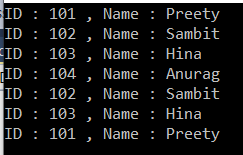 ID : 101 , Name : Preety
ID : 102 , Name : Sambit
ID : 103 , Name : Hina
ID : 104 , Name : Anurag
ID : 102 , Name : Sambit
ID : 103 , Name : Hina
ID : 101 , Name : Preety